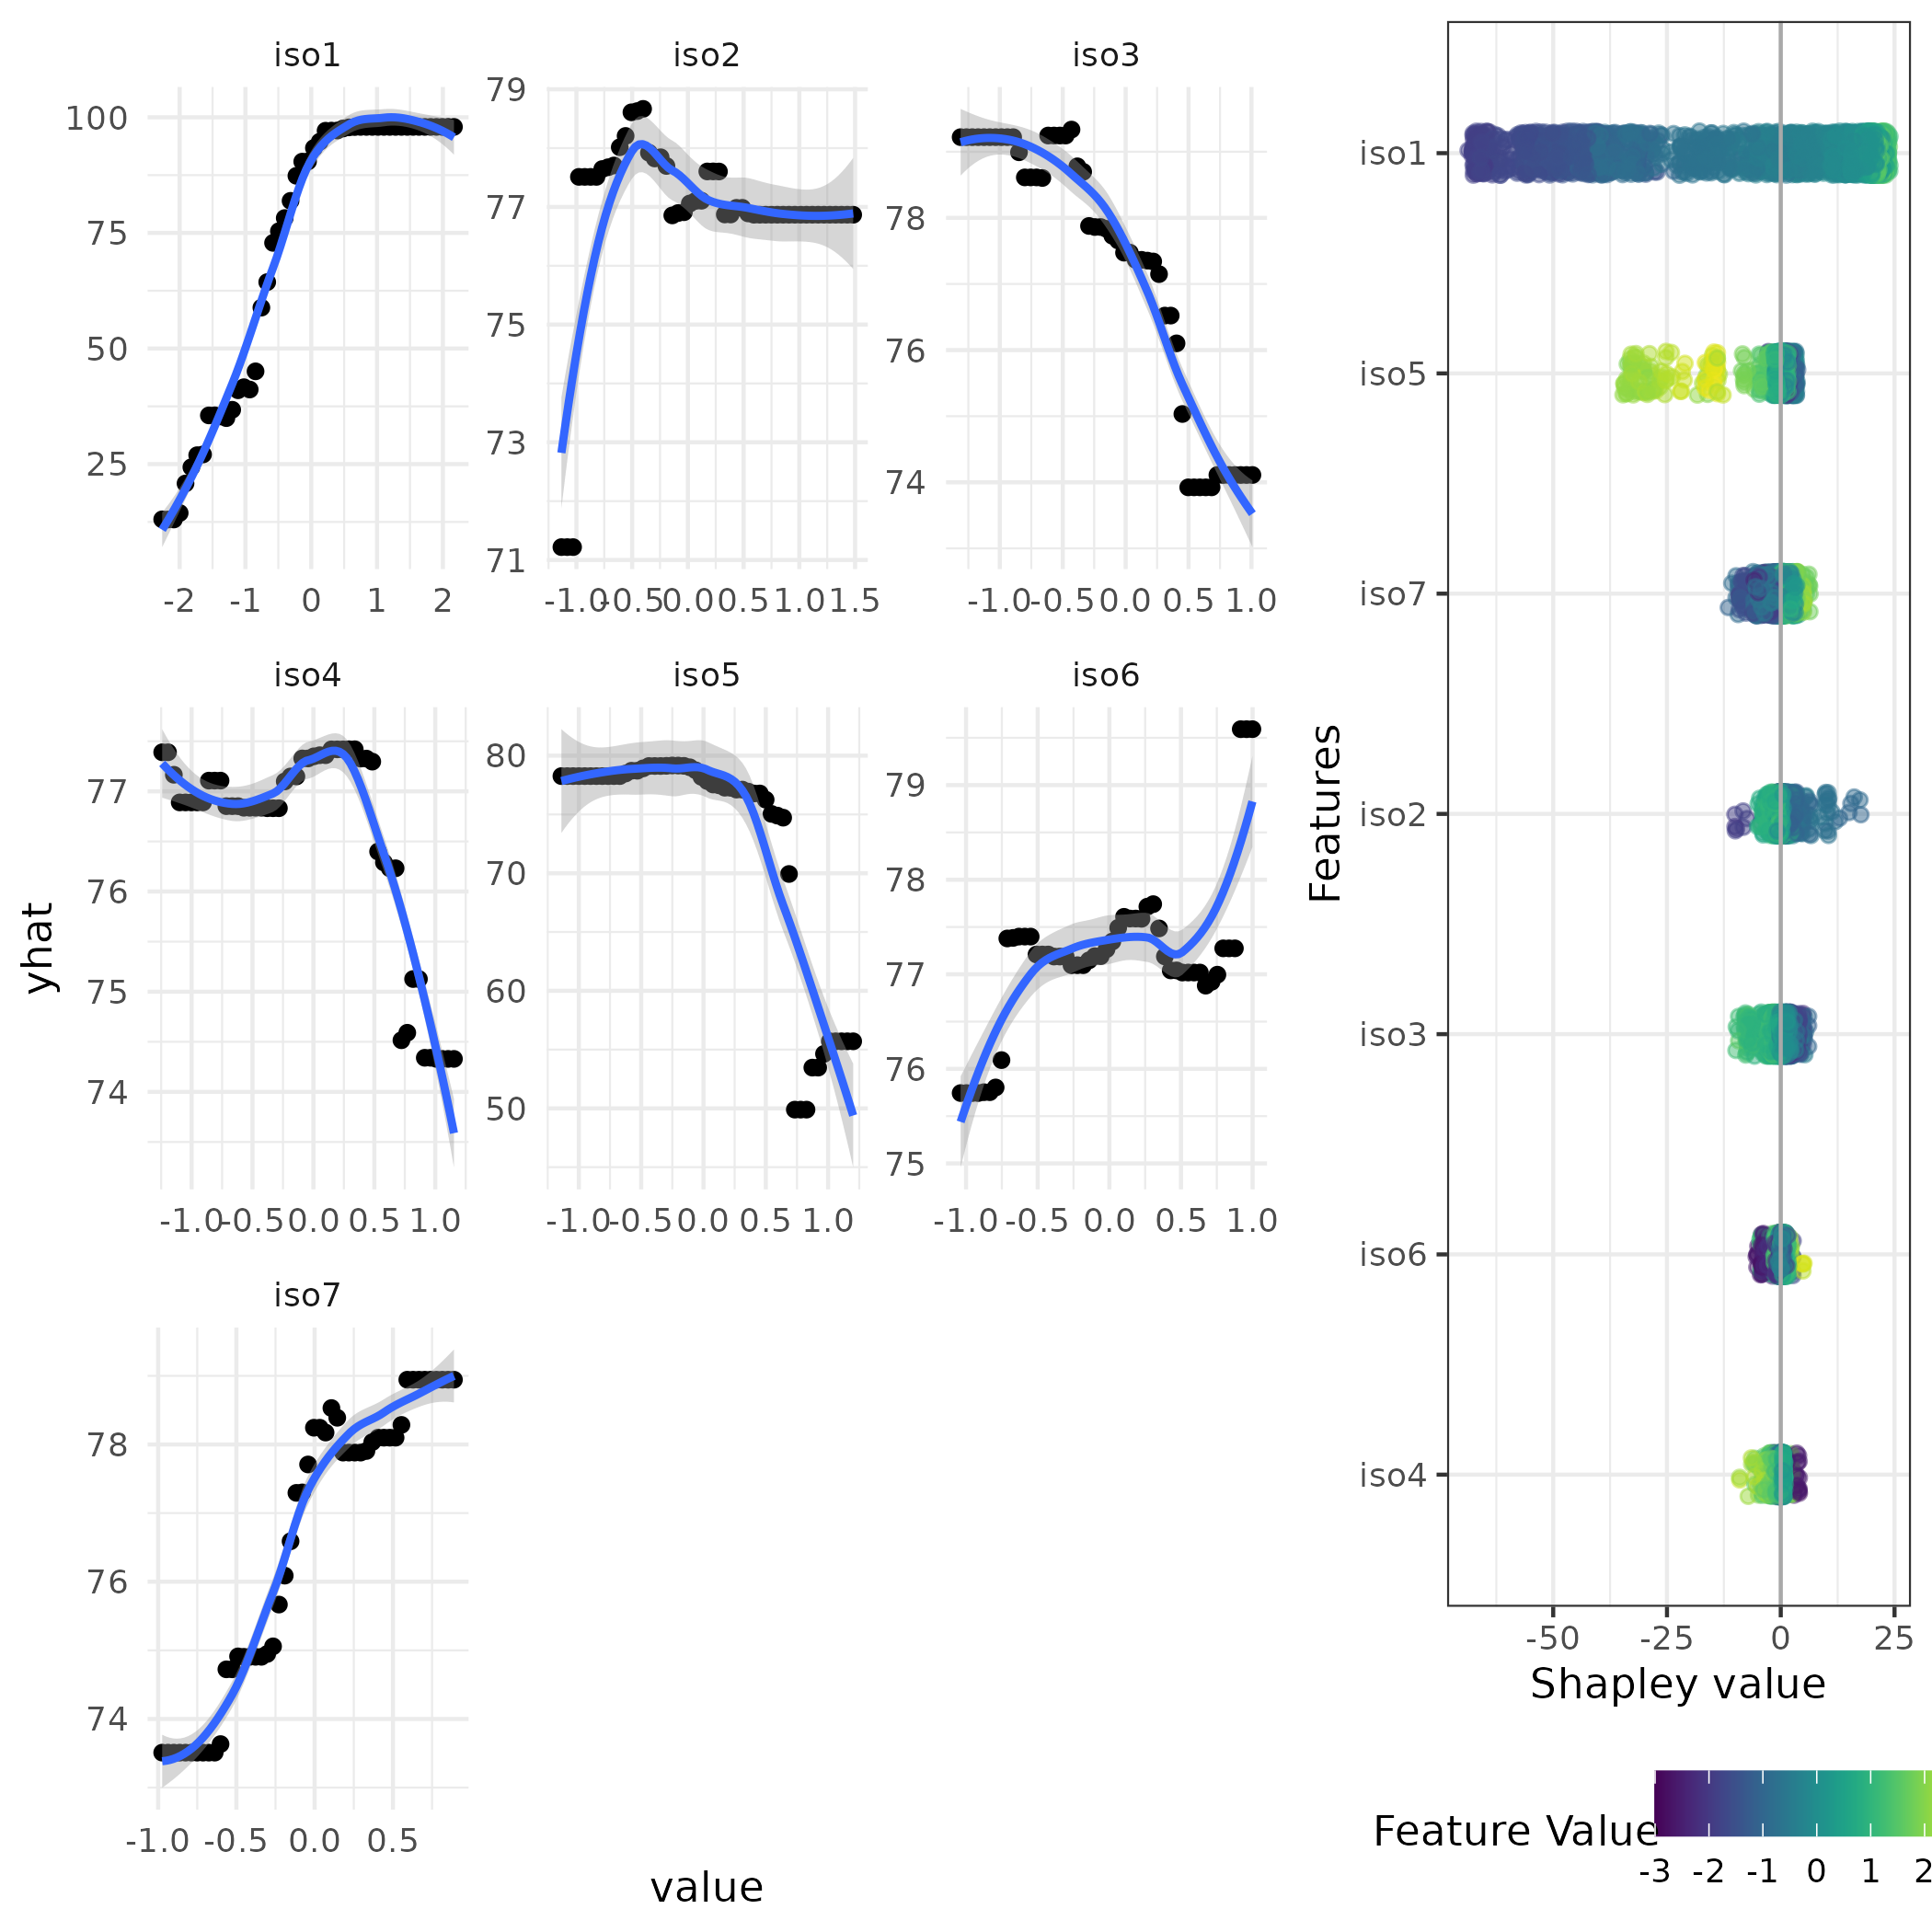 iso1
iso2
iso3
100
75
50
25
79
77
75
73
71
78
76
74
-2 -1 0 1 2
-1.0 -0.5 0.0 0.5 1.0 1.5
-1.0 -0.5 0.0 0.5 1.0
iso4
iso5
iso6
77
76
75
74
80
70
60
50
79
78
77
76
75
-1.0 -0.5 0.0 0.5 1.0
-1.0 -0.5 0.0 0.5 1.0
-1.0 -0.5 0.0 0.5 1.0
iso7
78
76
74
-1.0 -0.5 0.0 0.5
yhat
value
Features
iso1
iso5
iso7
iso2
iso3
iso6
iso4
-50 -25 0 25
Shapley value
Feature Value
-3 -2 -1 0 1 2